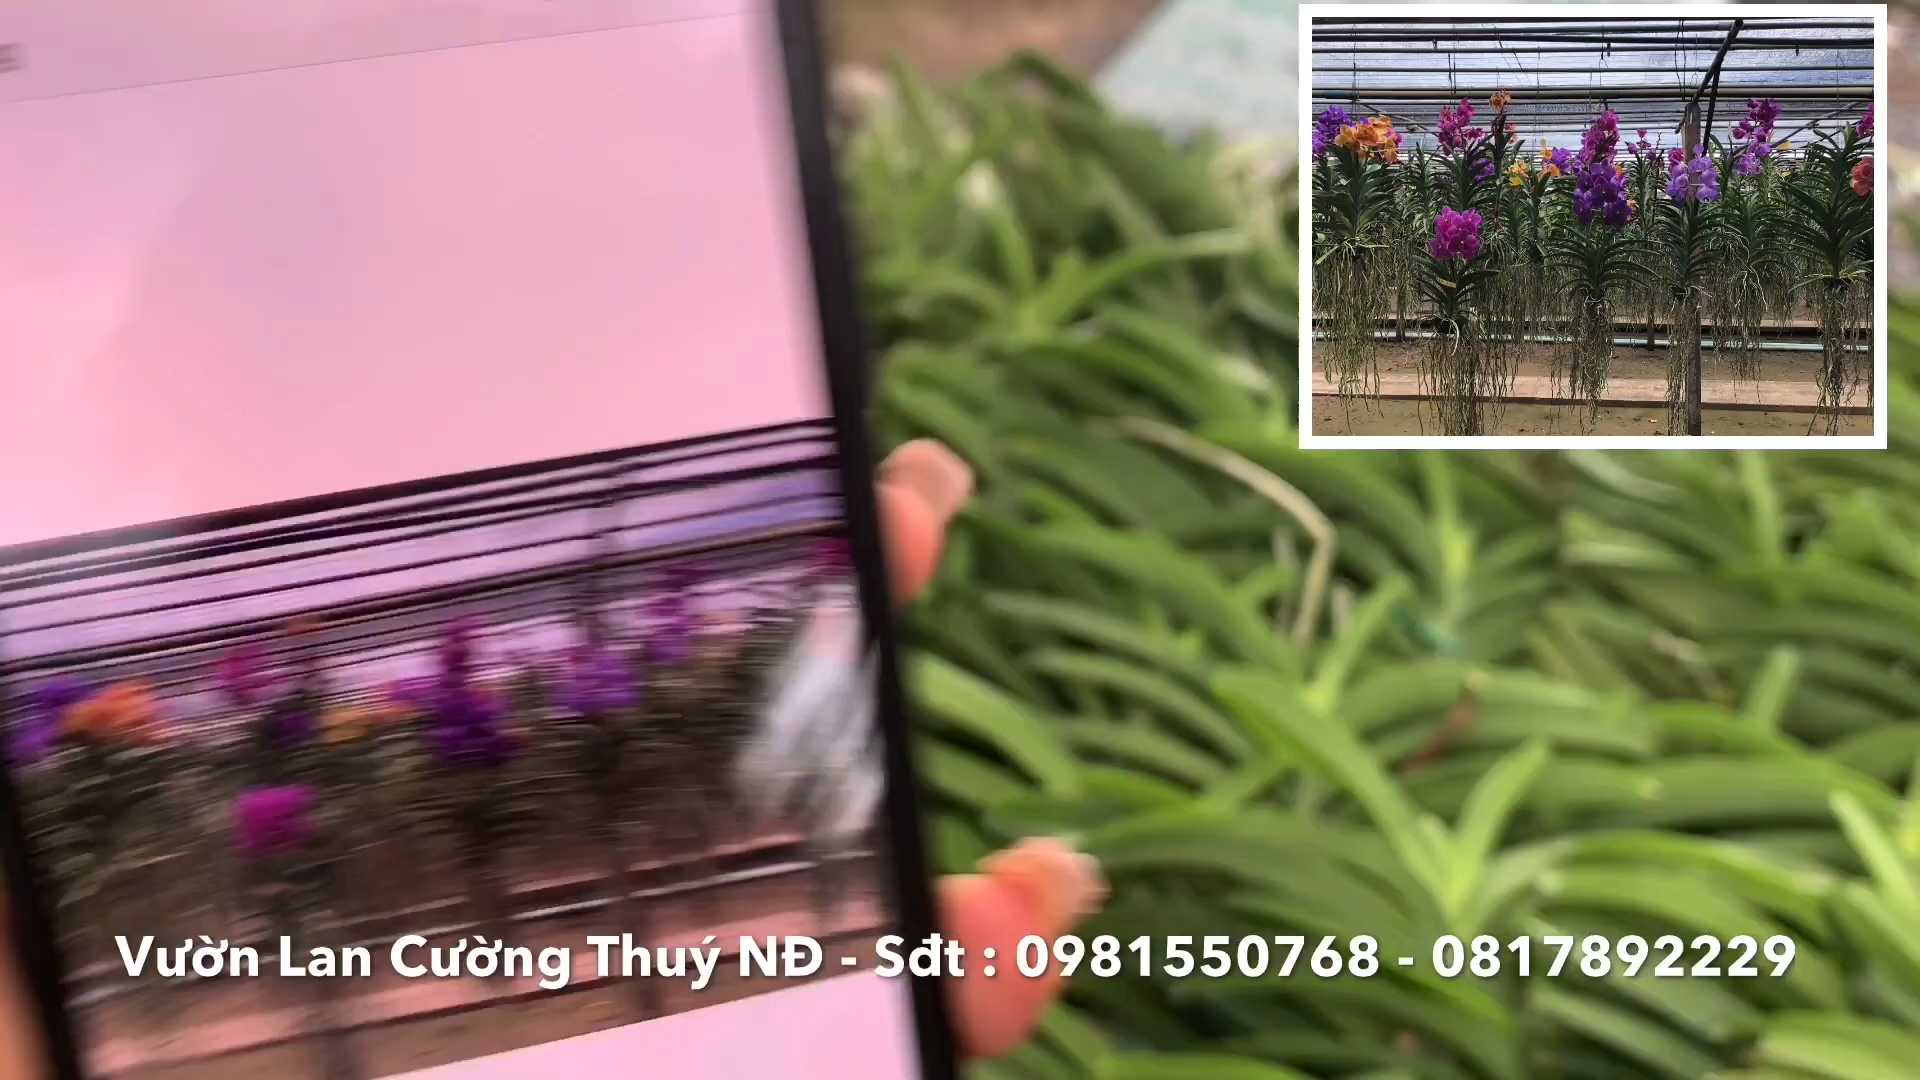 Vườn Lan Cường Thuý NĐ - Sđt : 0981550768 - 0817892229